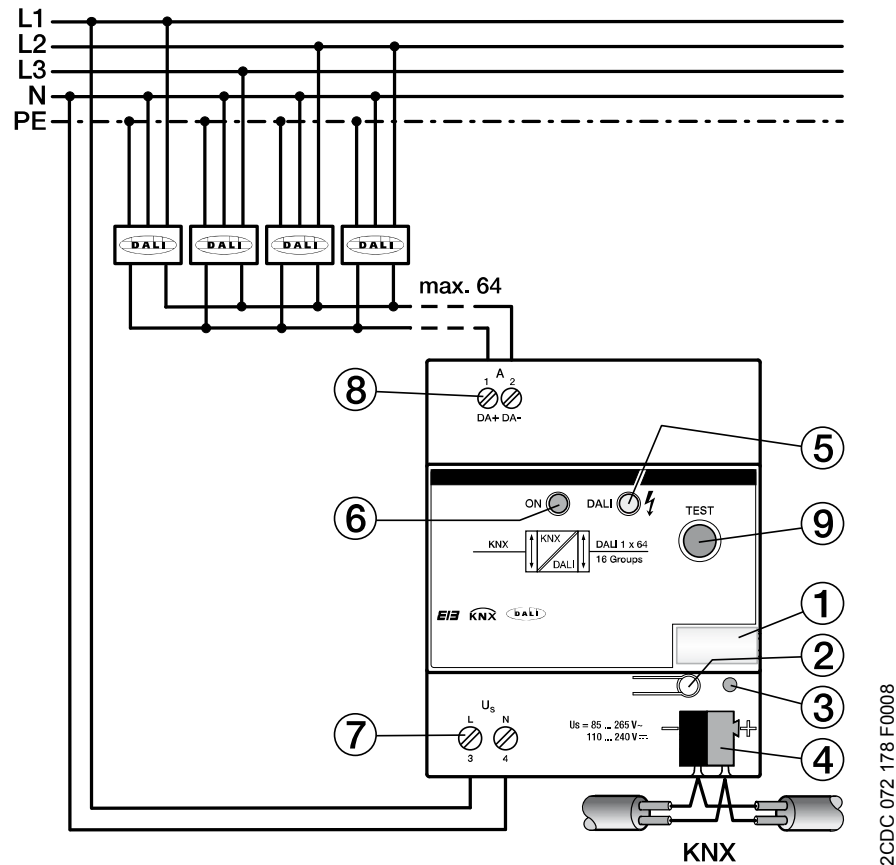 L1
L2
L3
N
PE
DALI DALI DALI DALI
max. 64
A
1 2
DA+ DA-
8
5
ON DALI
TEST
6
9
KNX
KNX
DALI
DALI 1 x 64
16 Groups
EIB KNX DALI
1
2
3
Us
L N
3 4
7
Us = 85 ... 265 V~
110 ... 240 V⎓
− +
8
4
KNX
2CDC 072 178 F0008